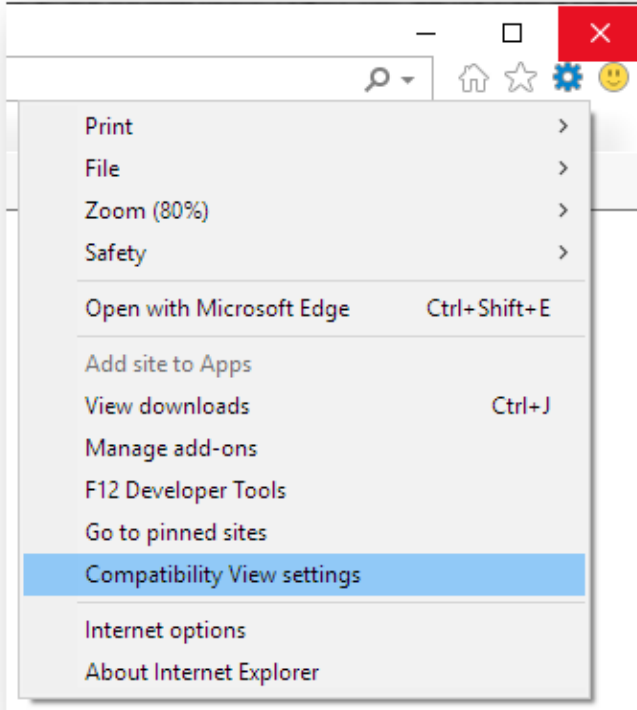 Print
File
Zoom (80%)
Safety
Open with Microsoft Edge Ctrl+Shift+E
Add site to Apps
View downloads Ctrl+J
Manage add-ons
F12 Developer Tools
Go to pinned sites
Compatibility View settings
Internet options
About Internet Explorer